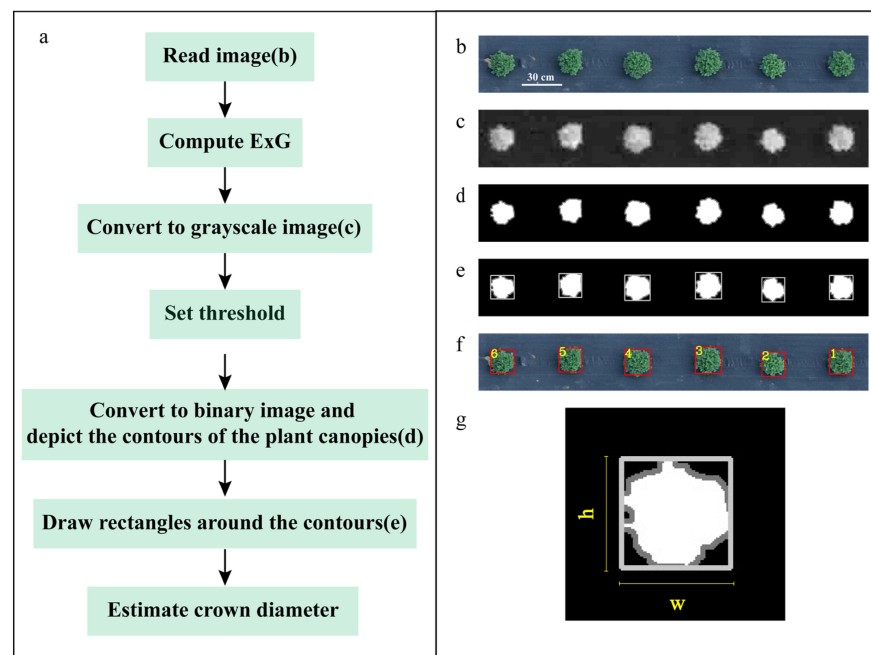 a
Read image(b)
Compute ExG
Convert to grayscale image(c)
Set threshold
Convert to binary image and
depict the contours of the plant canopies(d)
Draw rectangles around the contours(e)
Estimate crown diameter
b
30 cm
c
d
e
f
6 5 4 3 2 1
g
h
w